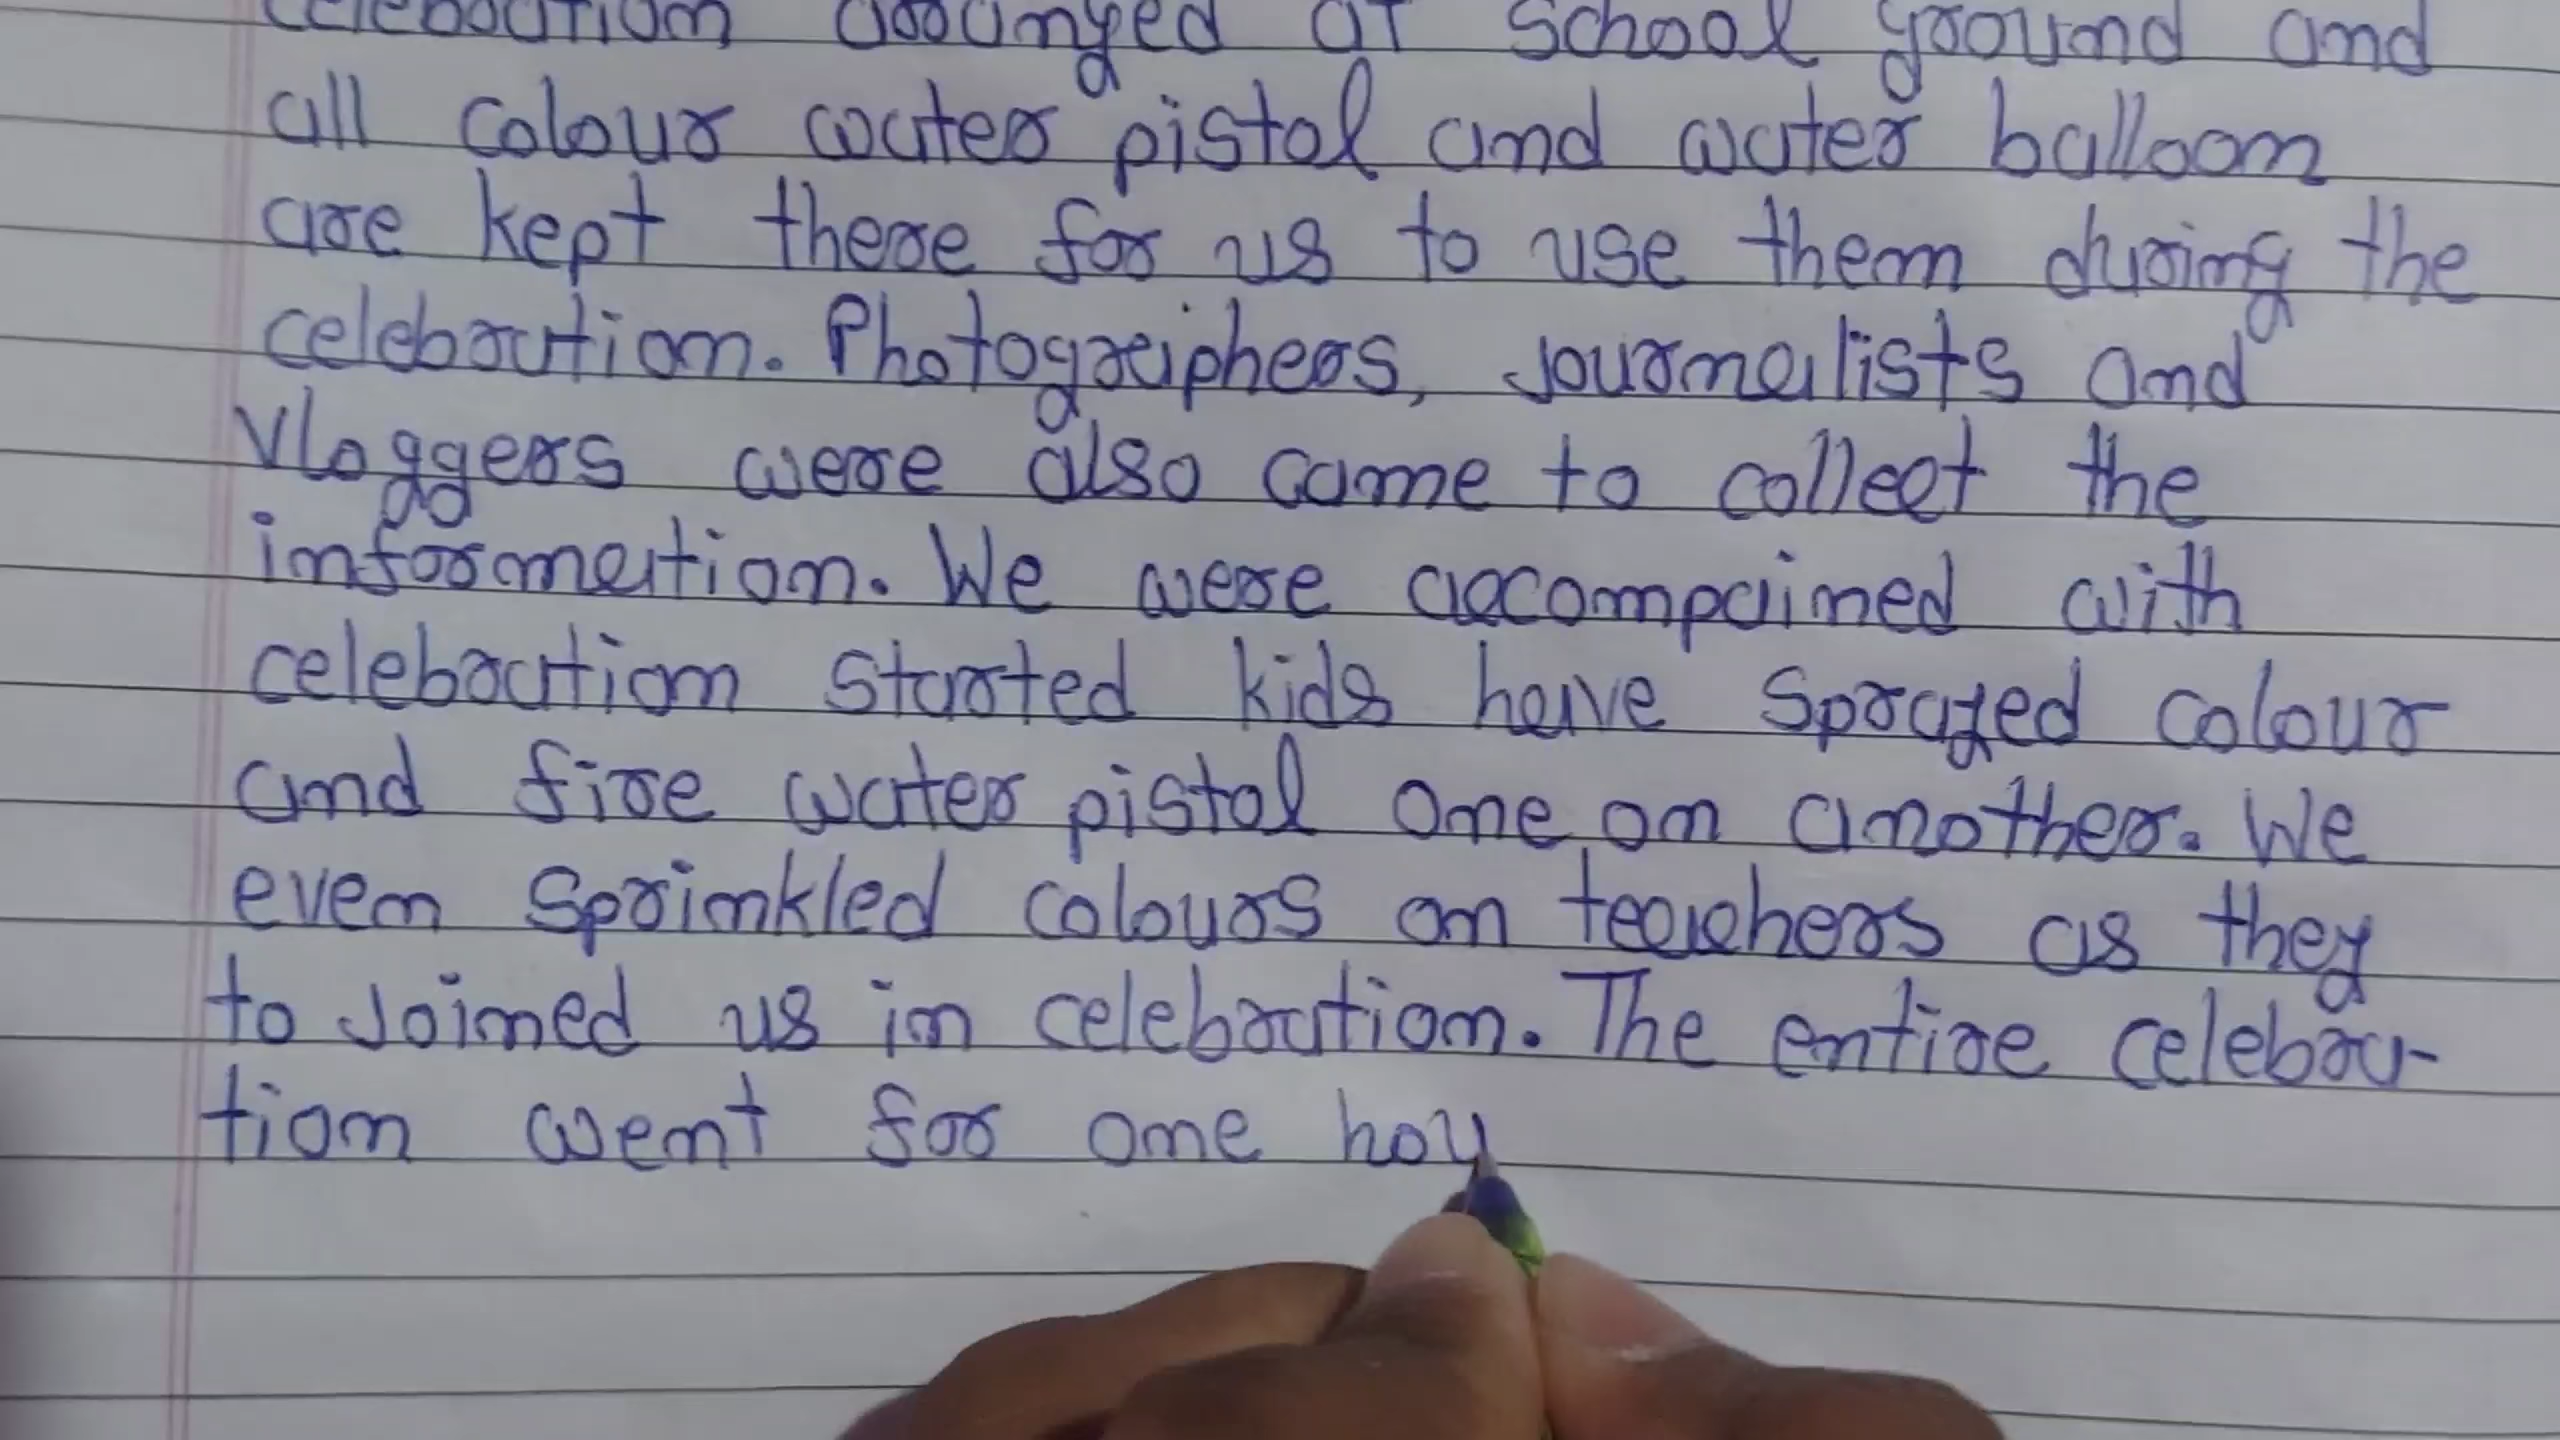 celebration arranged at school ground and
all colour water pistol and water balloon
are kept there for us to use them during the
celebration. Photographers, Journalists and
Vloggers were also came to collect the
information. We were accompained with
celebration started kids have sprayed colour
and fire water pistol one on another. We
even sprinkled colours on teachers as they
to Joined us in celebration. The entire celebra-
tion went for one hou